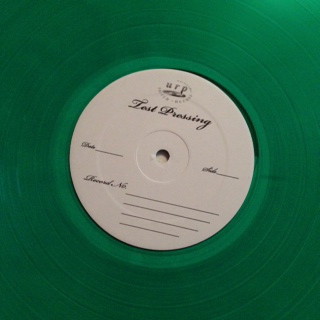 urp
Test Pressing
Date
Side
Record No.